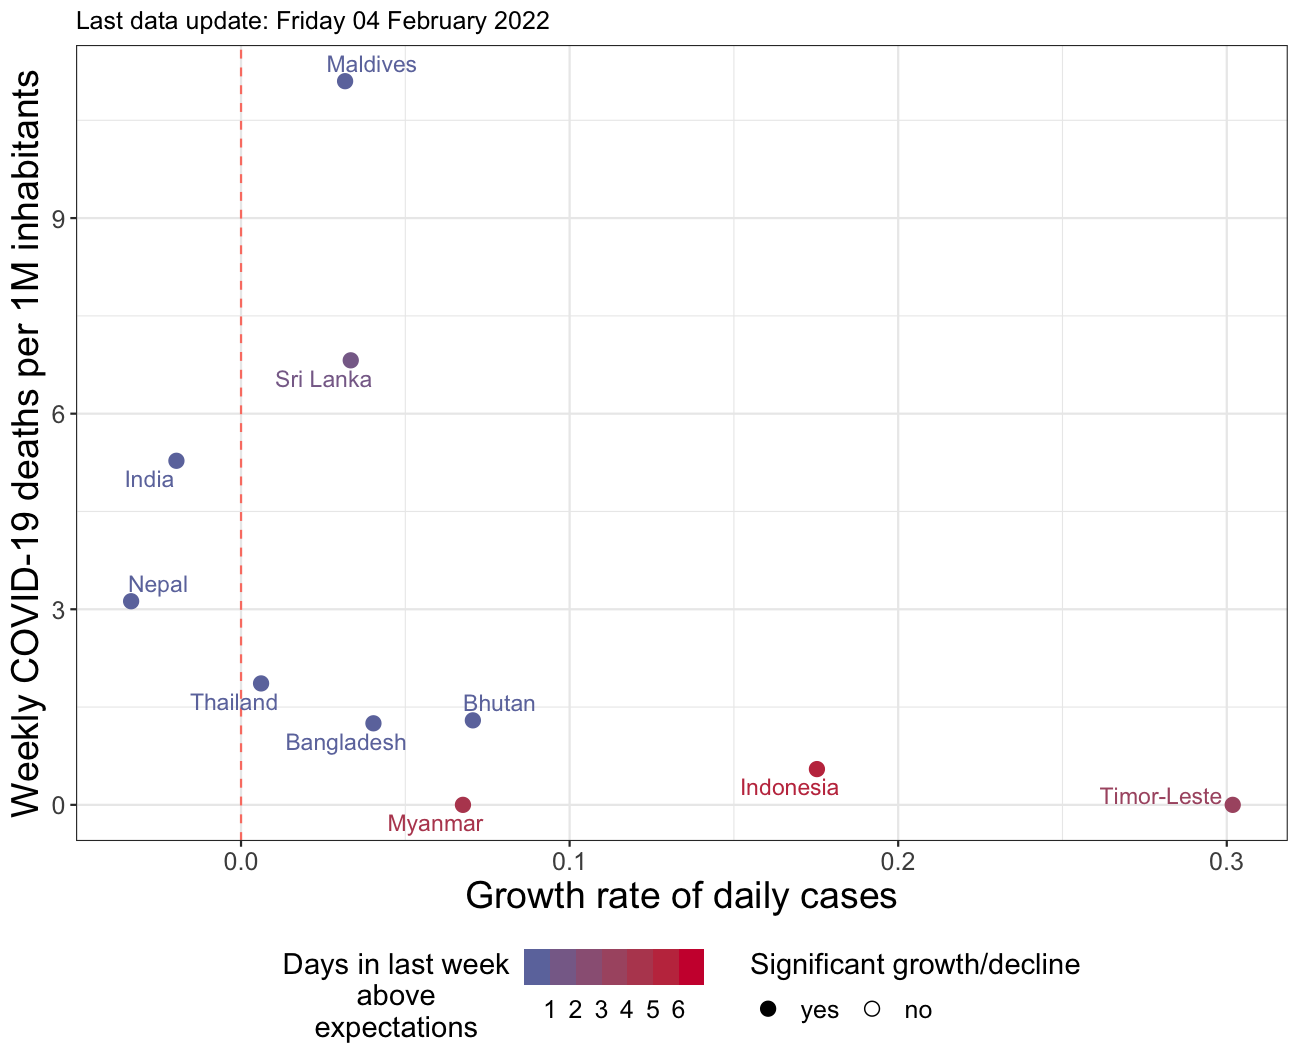 Last data update: Friday 04 February 2022
Weekly COVID-19 deaths per 1M inhabitants
Maldives
9
Sri Lanka
6
India
Nepal
3
Thailand
Bhutan
Bangladesh
Indonesia
Timor-Leste
0
Myanmar
0.0 0.1 0.2 0.3
Growth rate of daily cases
Days in last week
above
expectations
1 2 3 4 5 6
Significant growth/decline
yes no